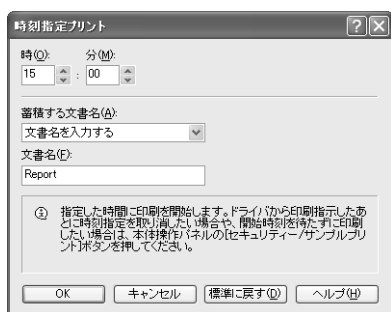 時刻指定プリント
時(O): 分(M):
15 : 00
蓄積する文書名(A):
文書名を入力する
文書名(F):
Report
指定した時間に印刷を開始します。ドライバから印刷指示したあ
とに時刻指定を取り消したい場合や、開始時刻を待たずに印刷
したい場合は、本体操作パネルの[セキュリティー/サンプルプリ
ント]ボタンを押してください。
OK キャンセル 標準に戻す(D) ヘルプ(H)